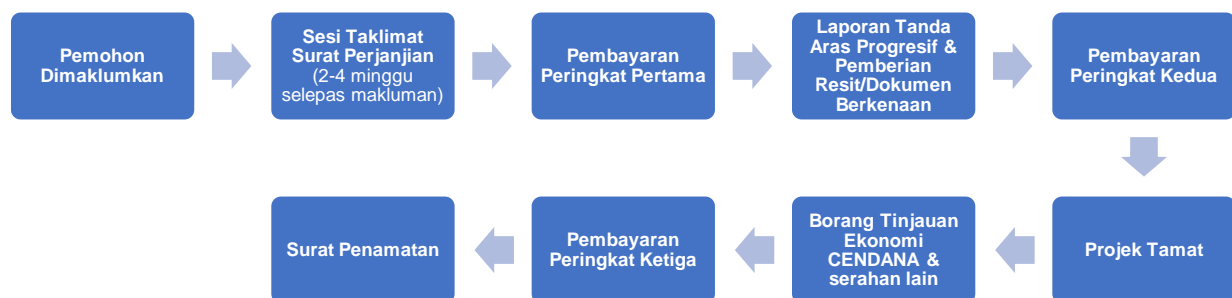 Pemohon
Dimaklumkan
Sesi Taklimat
Surat Perjanjian
(2-4 minggu
selepas makluman)
Pembayaran
Peringkat Pertama
Laporan Tanda
Aras Progresif &
Pemberian
Resit/Dokumen
Berkenaan
Pembayaran
Peringkat Kedua
Projek Tamat
Borang Tinjauan
Ekonomi
CENDANA &
serahan lain
Pembayaran
Peringkat Ketiga
Surat Penamatan